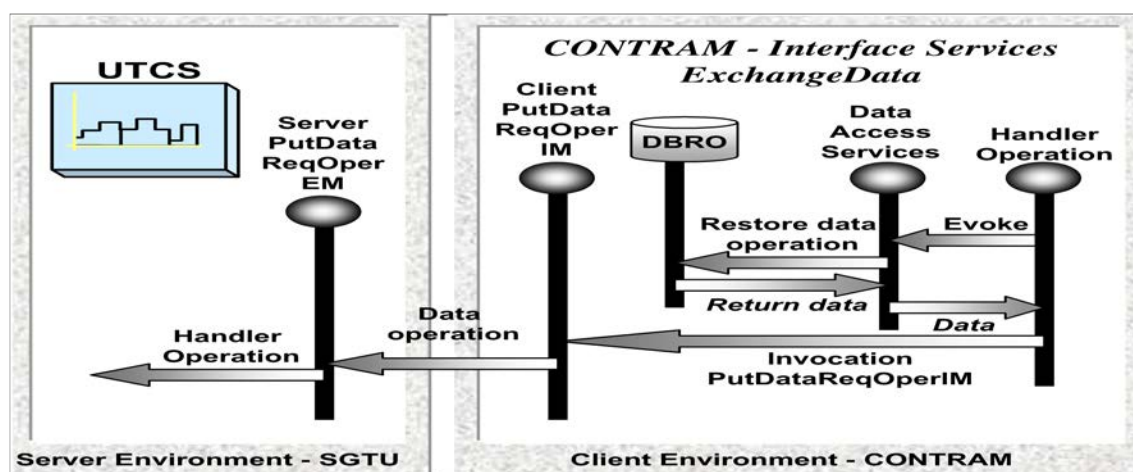 CONTRAM - Interface Services
ExchangeData
UTCS
Server
PutData
ReqOper
EM
Client
PutData
ReqOper
IM
DBRO
Data
Access
Services
Handler
Operation
Restore data
operation
Evoke
Return data
Data
Data
operation
Handler
Operation
Invocation
PutDataReqOperIM
Server Environment - SGTU
Client Environment - CONTRAM